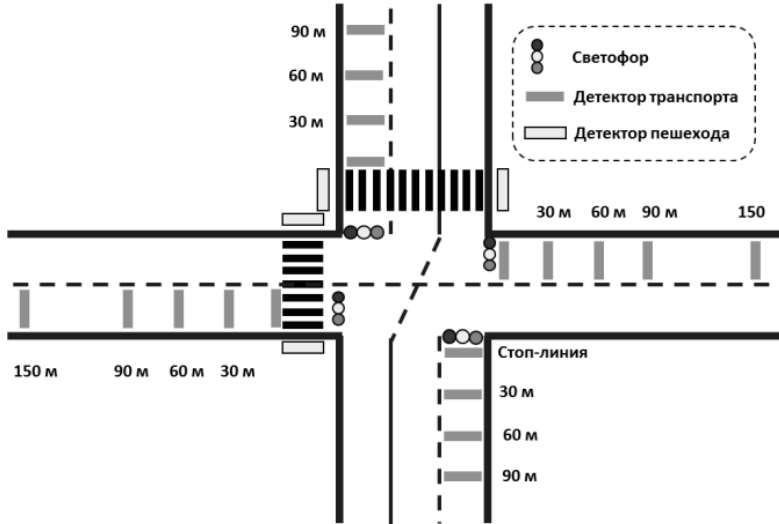 90 м
60 м
30 м
Светофор
Детектор транспорта
Детектор пешехода
30 м 60 м 90 м 150
150 м 90 м 60 м 30 м
Стоп-линия
30 м
60 м
90 м